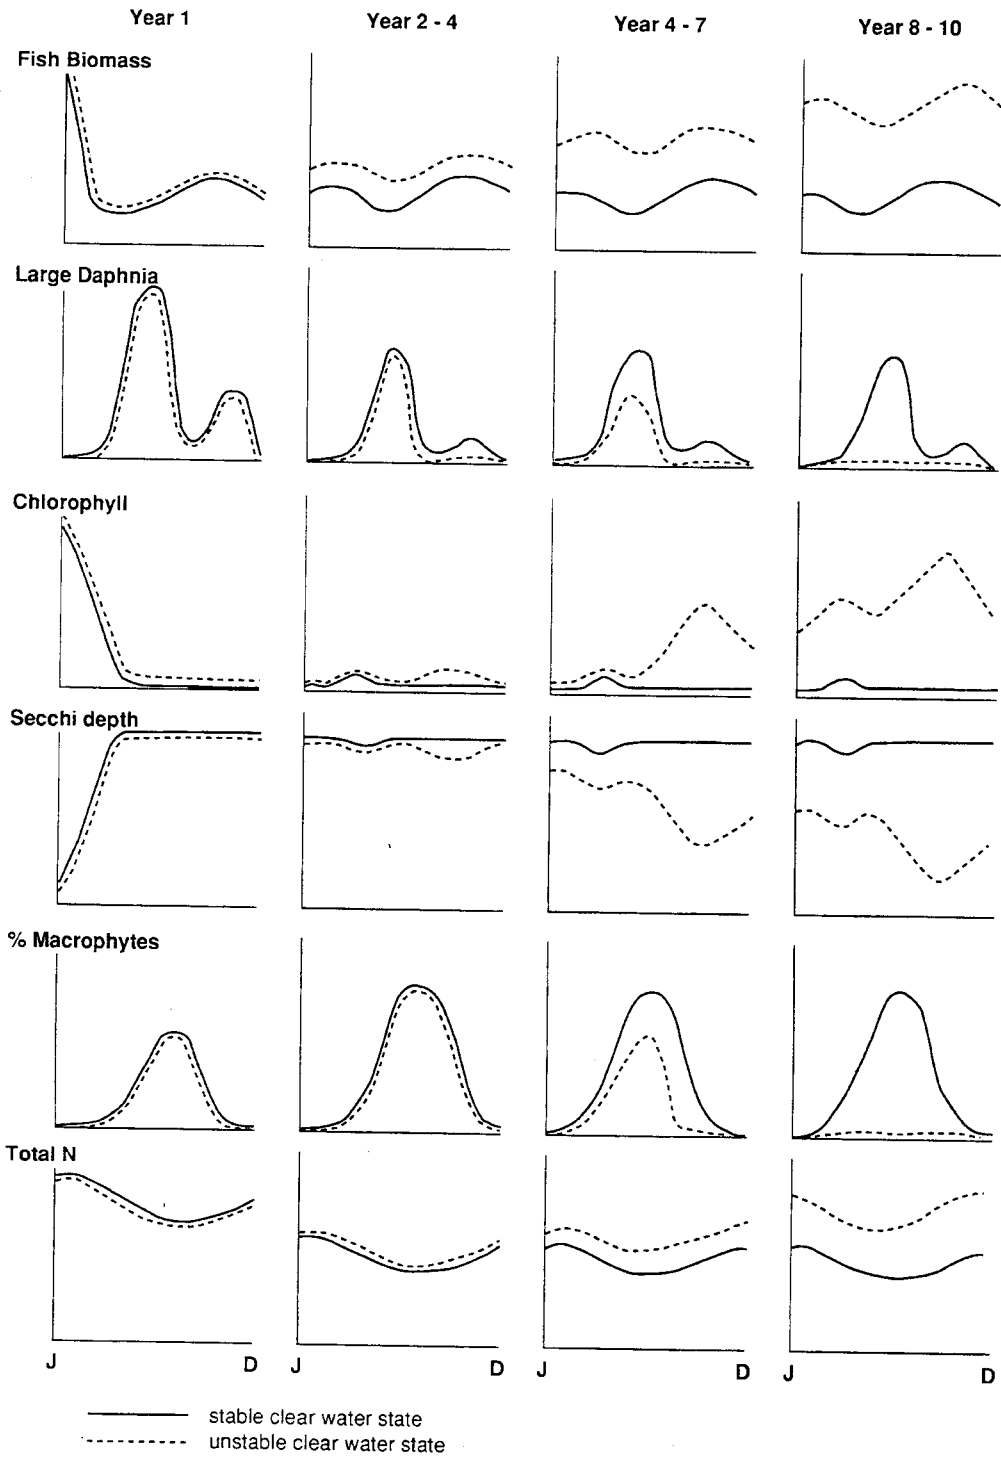 Year 1 Year 2 - 4 Year 4 - 7 Year 8 - 10
Fish Biomass
Large Daphnia
Chlorophyll
Secchi depth
% Macrophytes
Total N
J D J D J D J D
stable clear water state
unstable clear water state